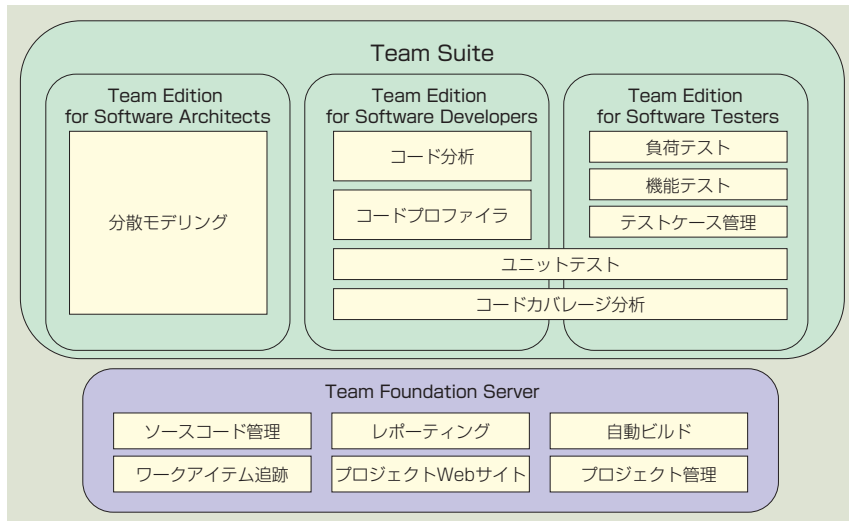 Team Suite
Team Edition
for Software Architects
分散モデリング
Team Edition
for Software Developers
コード分析
コードプロファイラ
Team Edition
for Software Testers
負荷テスト
機能テスト
テストケース管理
ユニットテスト
コードカバレージ分析
Team Foundation Server
ソースコード管理
レポーティング
自動ビルド
ワークアイテム追跡
プロジェクトWebサイト
プロジェクト管理